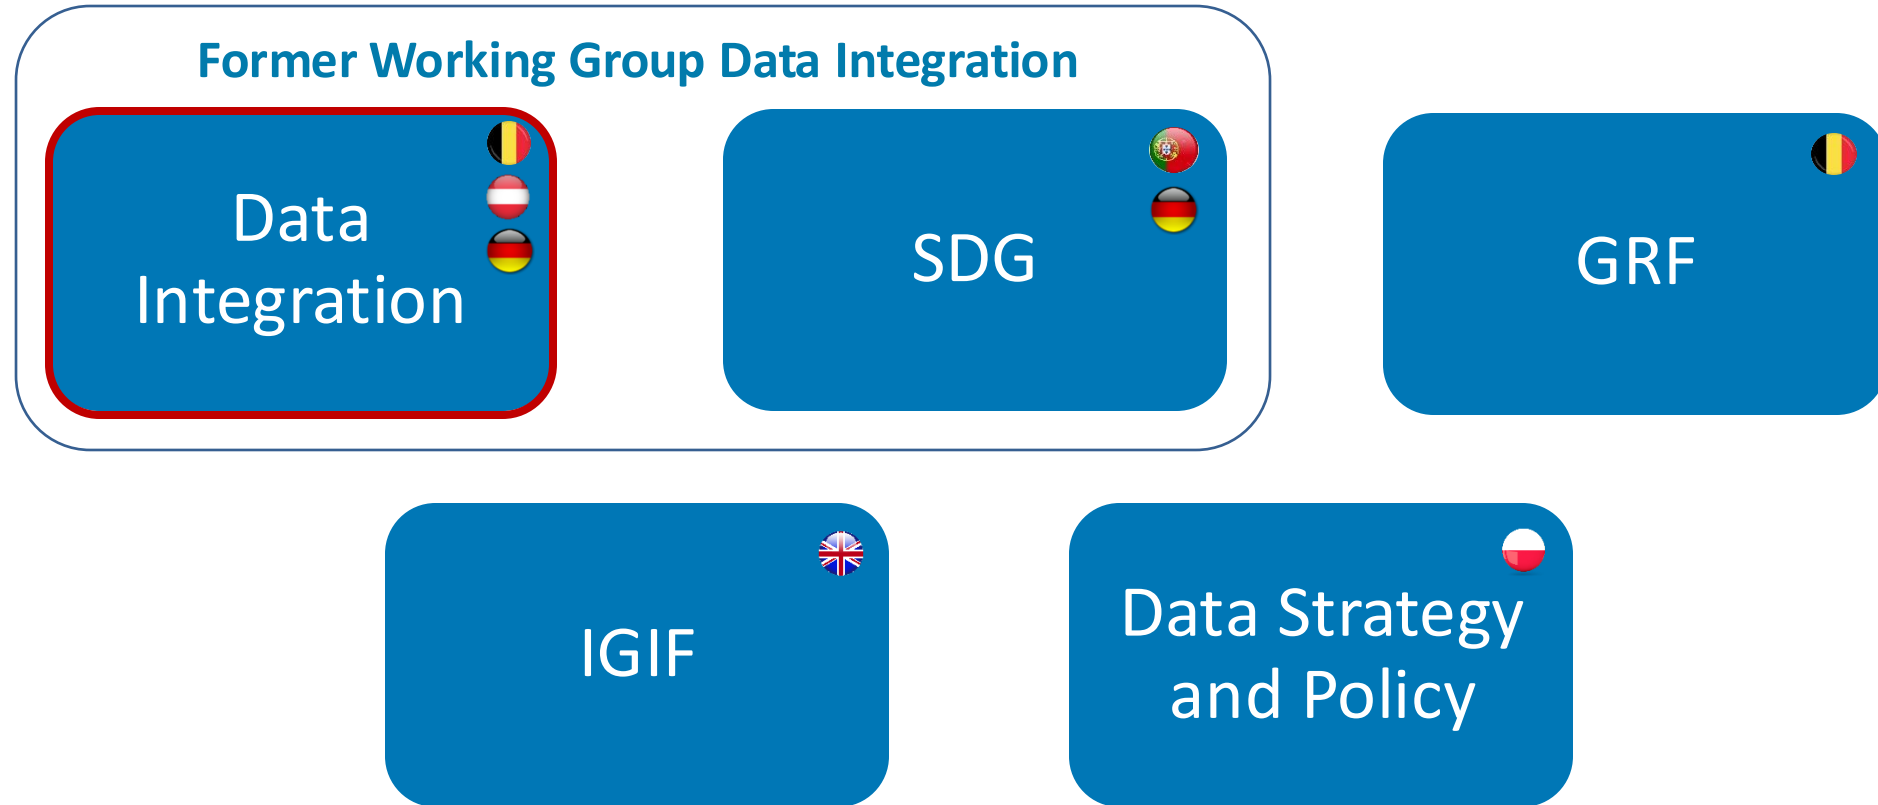 Former Working Group Data Integration
Data
Integration
SDG
GRF
IGIF
Data Strategy
and Policy